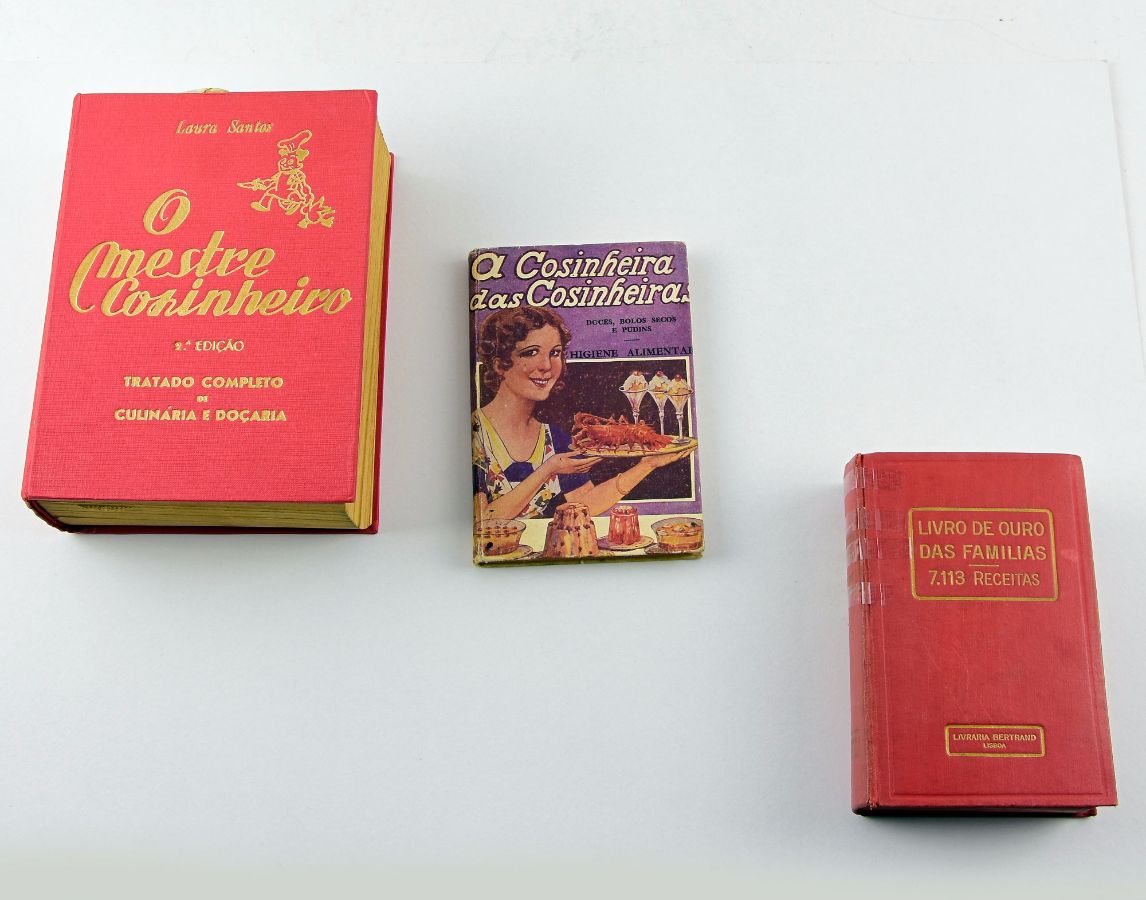 Laura Santos
O
mestre
Cosinheiro
2.ª EDIÇÃO
TRATADO COMPLETO
DE
CULINÁRIA E DOÇARIA
a Cosinheira
das Cosinheiras
DOCES, BOLOS SECOS
E PUDINS
HIGIENE ALIMENTAR
LIVRO DE OURO
DAS FAMILIAS
7.113 RECEITAS
LIVRARIA BERTRAND
LISBOA